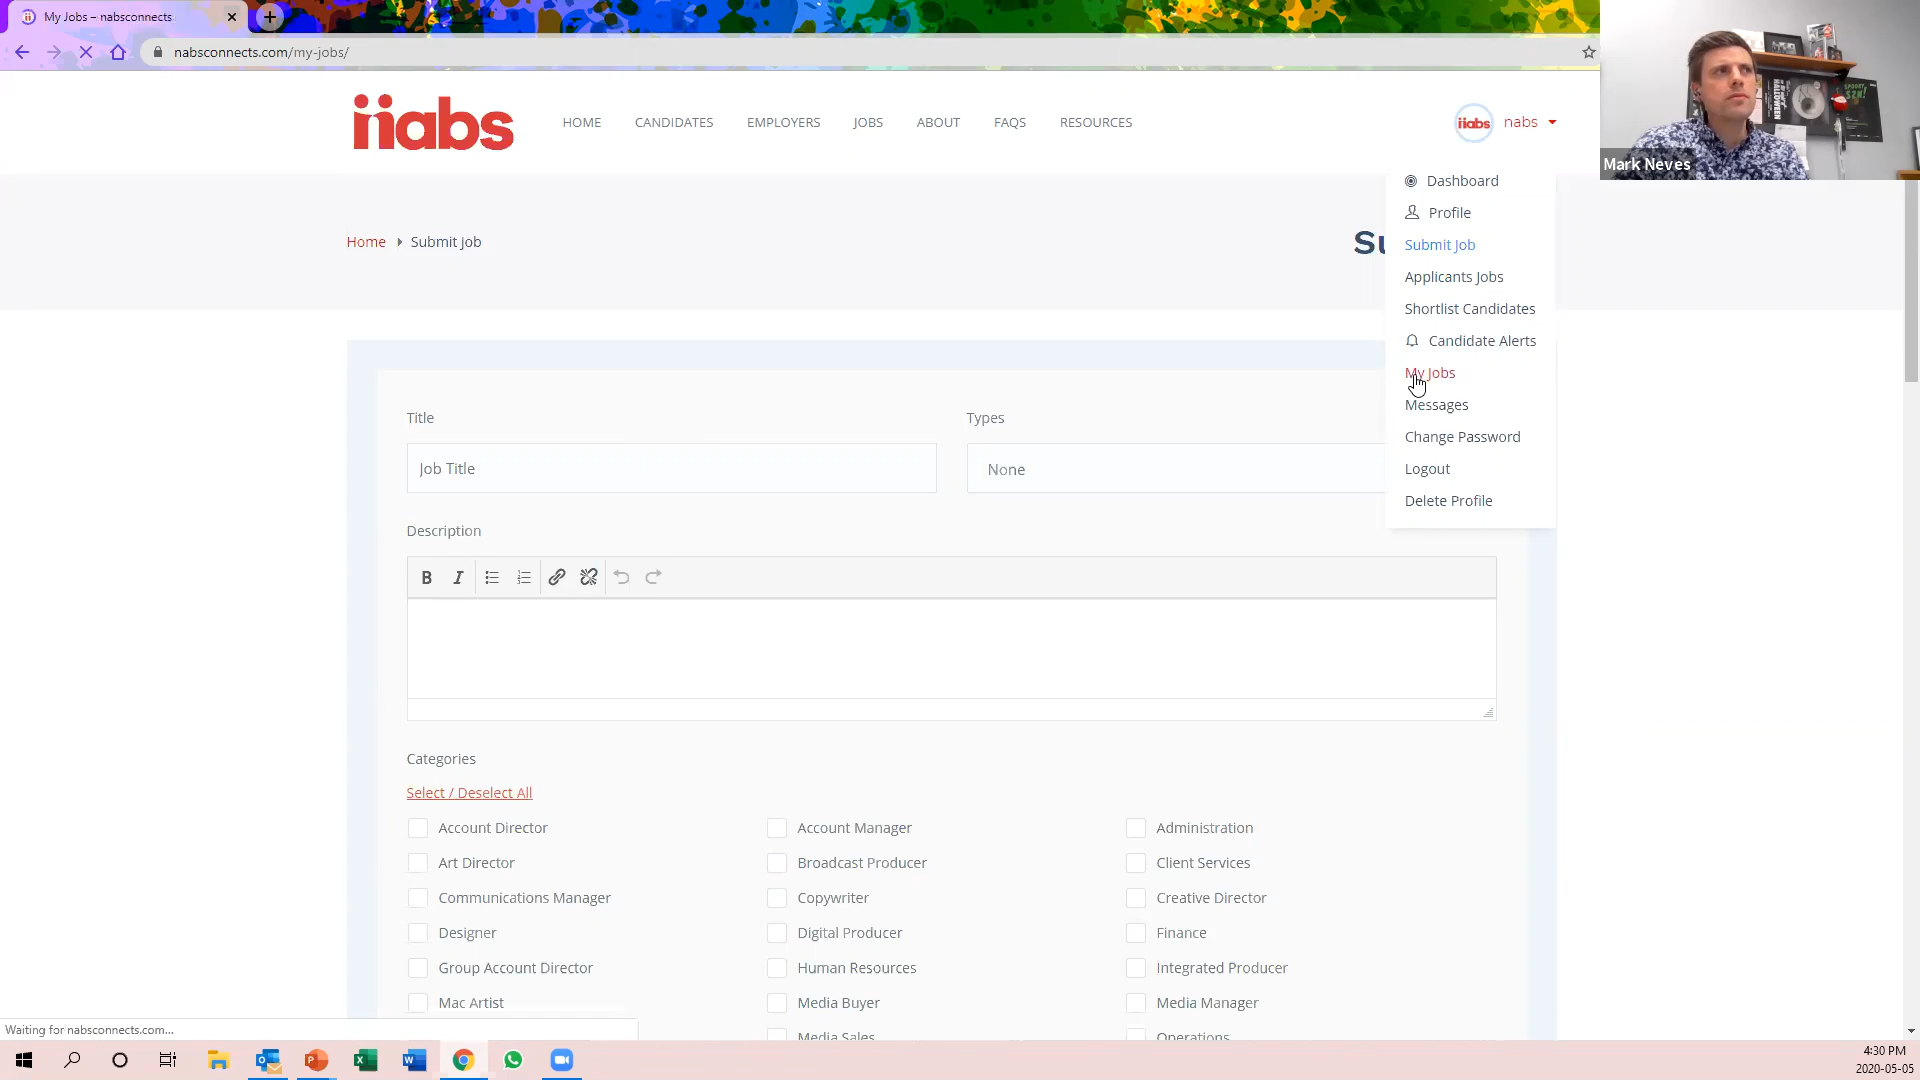 My Jobs – nabsconnects
nabsconnects.com/my-jobs/
nabs
HOME
CANDIDATES
EMPLOYERS
JOBS
ABOUT
FAQS
RESOURCES
nabs
nabs
Mark Neves
Home
Submit Job
Su
Dashboard
Profile
Submit Job
Applicants Jobs
Shortlist Candidates
Candidate Alerts
My Jobs
Messages
Change Password
Logout
Delete Profile
Title
Types
Job Title
None
Description
B I
Categories
Select / Deselect All
Account Director
Account Manager
Administration
Art Director
Broadcast Producer
Client Services
Communications Manager
Copywriter
Creative Director
Designer
Digital Producer
Finance
Group Account Director
Human Resources
Integrated Producer
Mac Artist
Media Buyer
Media Manager
Media Sales
Operations
Waiting for nabsconnects.com...
4:30 PM
2020-05-05